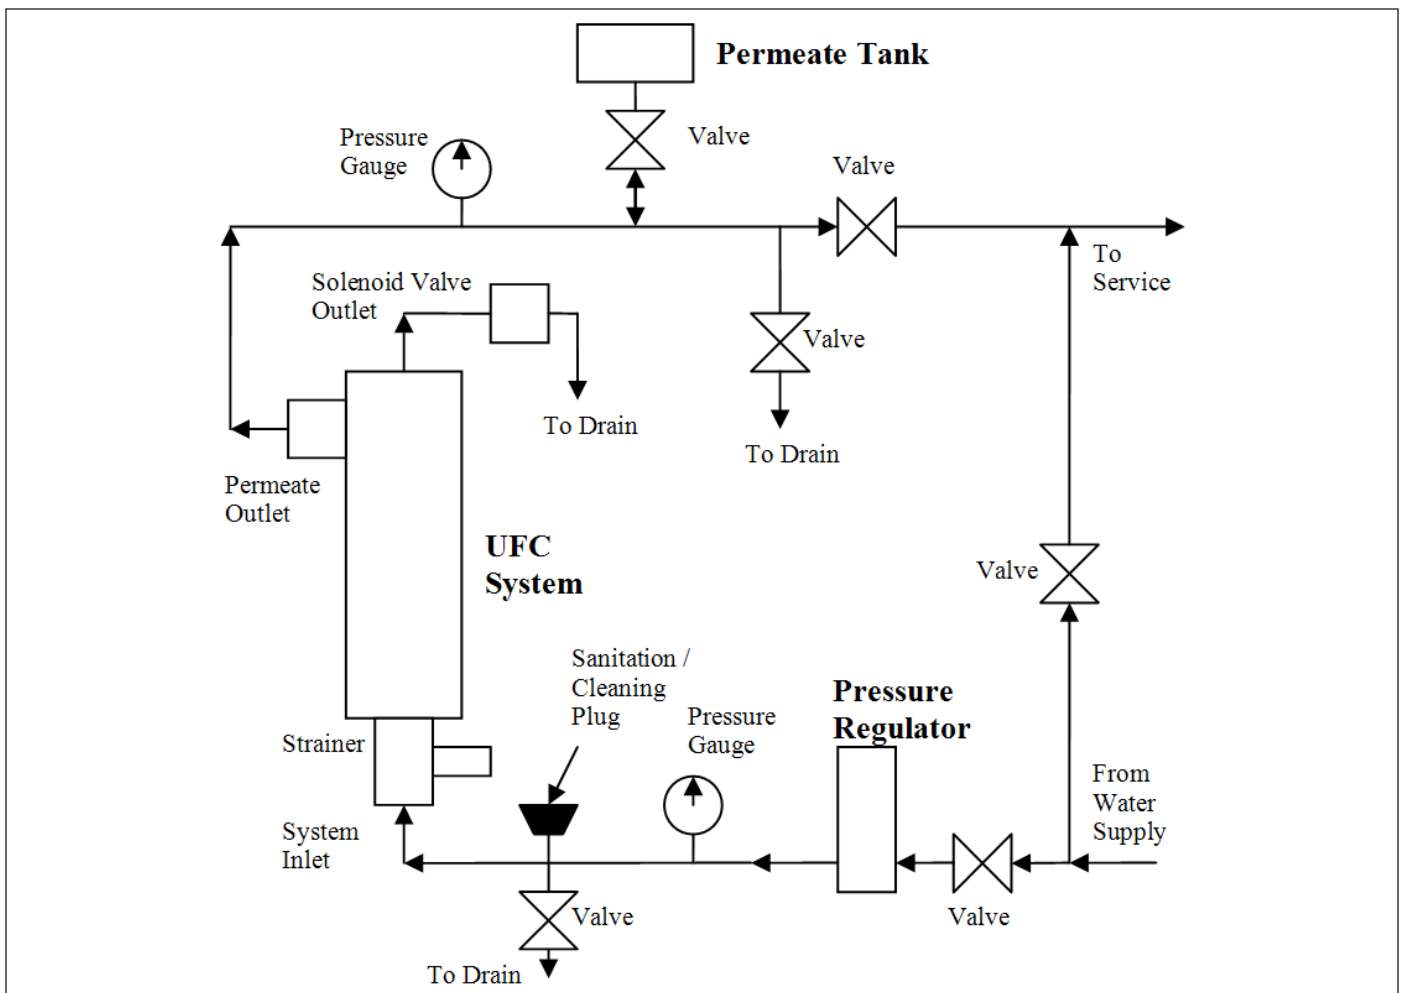 Permeate Tank
Pressure
Gauge
Valve
Valve
Solenoid Valve
Outlet
To
Service
Valve
To Drain
To Drain
Permeate
Outlet
UFC
System
Valve
Sanitation /
Cleaning
Plug
Pressure
Regulator
Pressure
Gauge
Strainer
From
Water
Supply
System
Inlet
Valve
Valve
To Drain